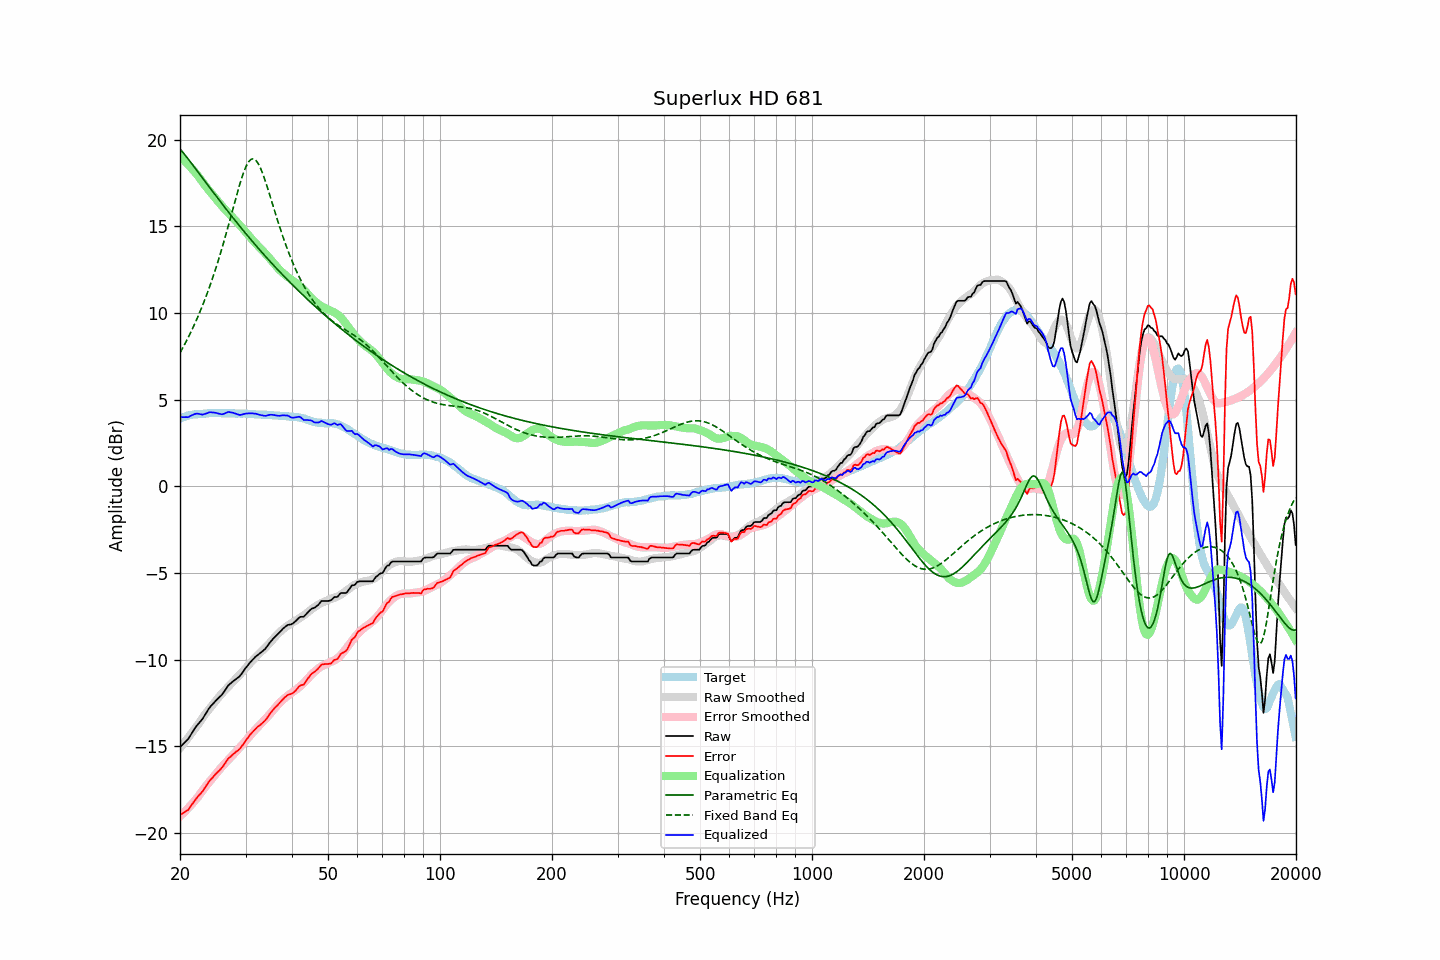 Superlux HD 681
Amplitude (dBr)
20
15
10
5
0
−5
−10
−15
−20
Target
Raw Smoothed
Error Smoothed
Raw
Error
Equalization
Parametric Eq
Fixed Band Eq
Equalized
20 50 100 200 500 1000 2000 5000 10000 20000
Frequency (Hz)